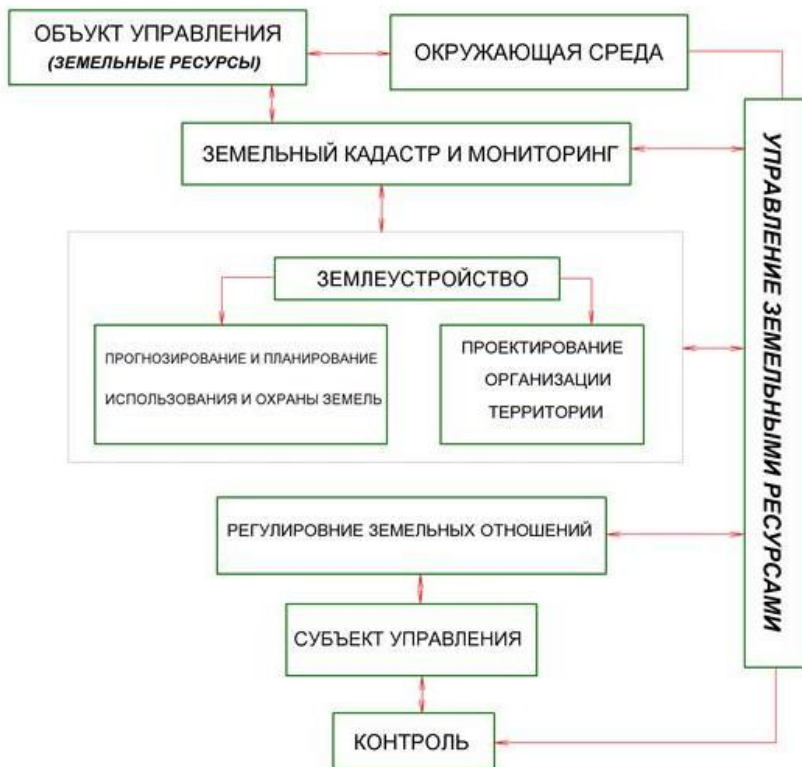 ОБЪУКТ УПРАВЛЕНИЯ
(ЗЕМЕЛЬНЫЕ РЕСУРСЫ)
ОКРУЖАЮЩАЯ СРЕДА
ЗЕМЕЛЬНЫЙ КАДАСТР И МОНИТОРИНГ
УПРАВЛЕНИЕ ЗЕМЕЛЬНЫМИ РЕСУРСАМИ
ЗЕМЛЕУСТРОЙСТВО
ПРОГНОЗИРОВАНИЕ И ПЛАНИРОВАНИЕ
ИСПОЛЬЗОВАНИЯ И ОХРАНЫ ЗЕМЕЛЬ
ПРОЕКТИРОВАНИЕ
ОРГАНИЗАЦИИ
ТЕРРИТОРИИ
РЕГУЛИРОВНИЕ ЗЕМЕЛЬНЫХ ОТНОШЕНИЙ
СУБЪЕКТ УПРАВЛЕНИЯ
КОНТРОЛЬ